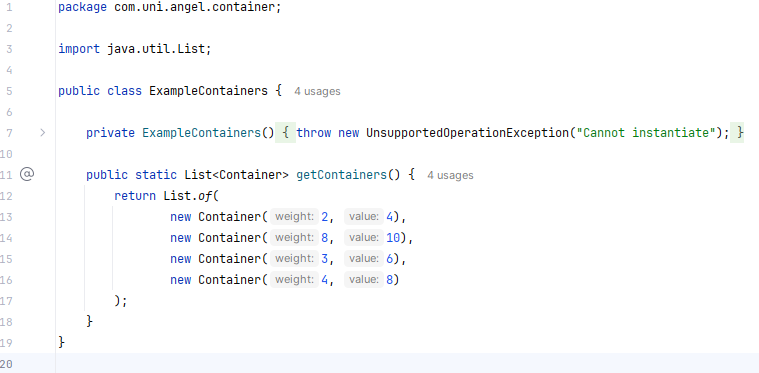 1 package com.uni.angel.container;
2
3 import java.util.List;
4
5 public class ExampleContainers { 4 usages
6
7 private ExampleContainers() { throw new UnsupportedOperationException("Cannot instantiate"); }
10
11 public static List<Container> getContainers() { 4 usages
12 return List.of(
13 new Container( weight: 2, value: 4),
14 new Container( weight: 8, value: 10),
15 new Container( weight: 3, value: 6),
16 new Container( weight: 4, value: 8)
17 );
18 }
19 }
20